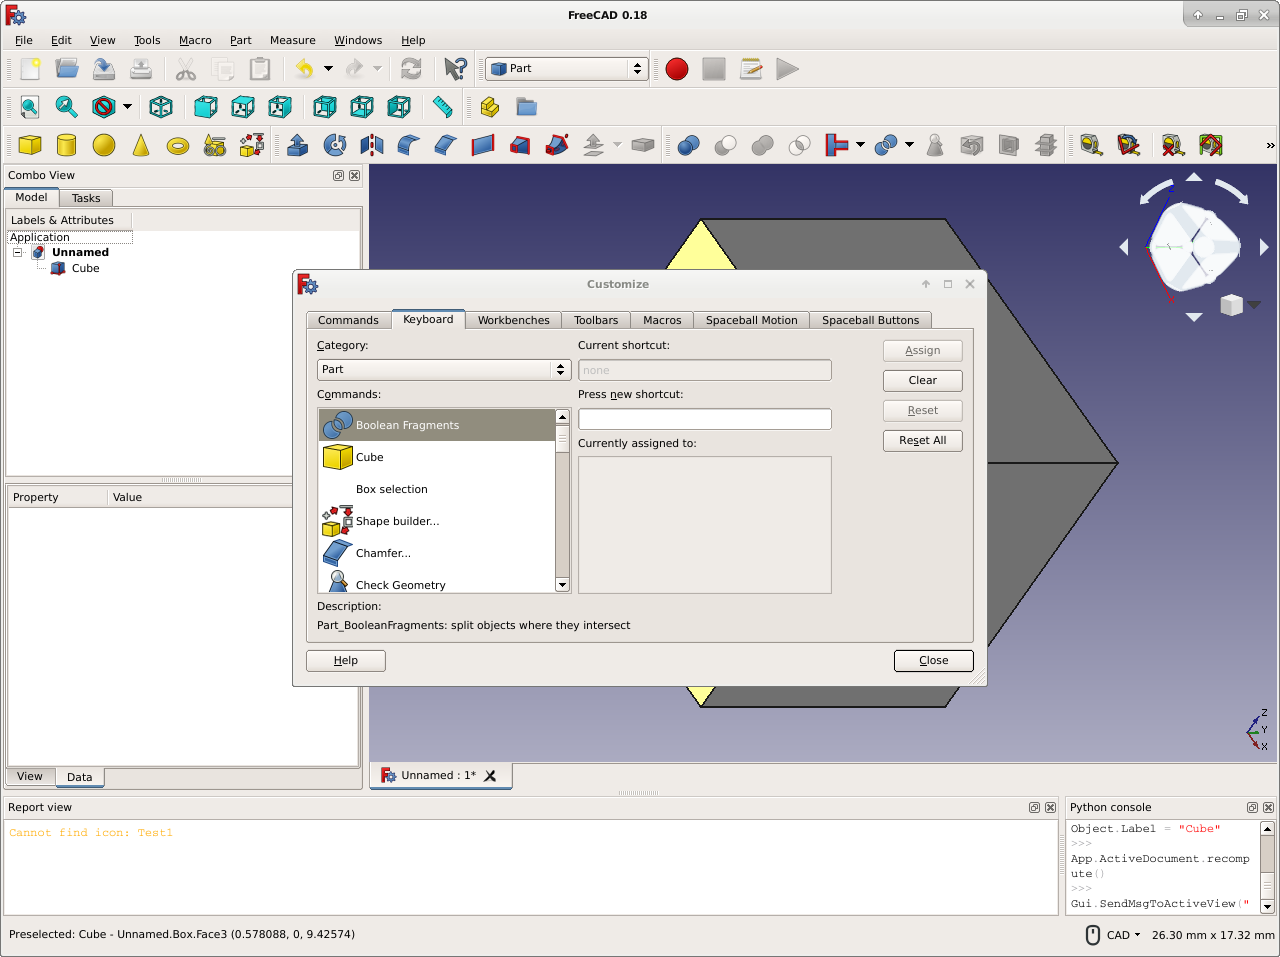 FreeCAD 0.18
File Edit View Tools Macro Part Measure Windows Help
Part
»
Combo View
Model Tasks
Labels & Attributes
Application
Unnamed
Cube
Property Value
View Data
Customize
Commands Keyboard Workbenches Toolbars Macros Spaceball Motion Spaceball Buttons
Category:
Part
Commands:
Boolean Fragments
Cube
Box selection
Shape builder...
Chamfer...
Check Geometry
Current shortcut:
none
Press new shortcut:
Currently assigned to:
Assign
Clear
Reset
Reset All
Description:
Part_BooleanFragments: split objects where they intersect
Help
Close
Z
Y
X
Unnamed : 1*
Report view
Cannot find icon: Test1
Python console
Object.Label = "Cube"
>>>
App.ActiveDocument.recomp
ute()
>>>
Gui.SendMsgToActiveView("
Preselected: Cube - Unnamed.Box.Face3 (0.578088, 0, 9.42574)
CAD
26.30 mm x 17.32 mm